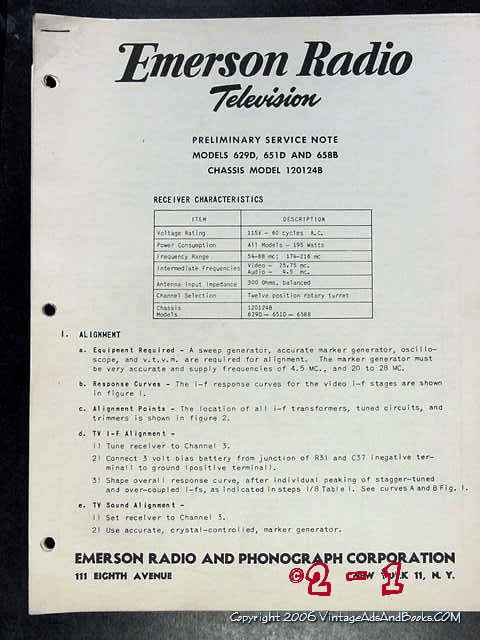 Emerson Radio
Television
PRELIMINARY SERVICE NOTE
MODELS 629D, 651D AND 658B
CHASSIS MODEL 120124B
RECEIVER CHARACTERISTICS
ITEM DESCRIPTION
Voltage Rating 115V - 60 cycles A.C.
Power Consumption All Models - 195 Watts
Frequency Range 54-88 mc; 174-216 mc
Intermediate Frequencies Video - 25.75 mc.
Audio - 4.5 mc.
Antenna Input Impedance 300 Ohms, balanced
Channel Selection Twelve position rotary turret
Chassis 120124B
Models 629D - 651D - 658B
I. ALIGNMENT
a. Equipment Required - A sweep generator, accurate marker generator, oscillo-
scope, and v.t.v.m. are required for alignment. The marker generator must
be very accurate and supply frequencies of 4.5 MC., and 20 to 28 MC.
b. Response Curves - The i-f response curves for the video i-f stages are shown
in figure 1.
c. Alignment Points - The location of all i-f transformers, tuned circuits, and
trimmers is shown in figure 2.
d. TV I-F Alignment -
1) Tune receiver to Channel 3.
2) Connect 3 volt bias battery from junction of R31 and C37 (negative ter-
minal) to ground (positive terminal).
3) Shape overall response curve, after individual peaking of stagger-tuned
and over-coupled i-fs, as indicated in steps 1/8 Table I. See curves A and B Fig. 1.
e. TV Sound Alignment -
1) Set receiver to Channel 3.
2) Use accurate, crystal-controlled, marker generator.
EMERSON RADIO AND PHONOGRAPH CORPORATION
111 EIGHTH AVENUE NEW YORK 11, N. Y.
©2 - 1
Copyright 2006 VintageAdsAndBooks.COM